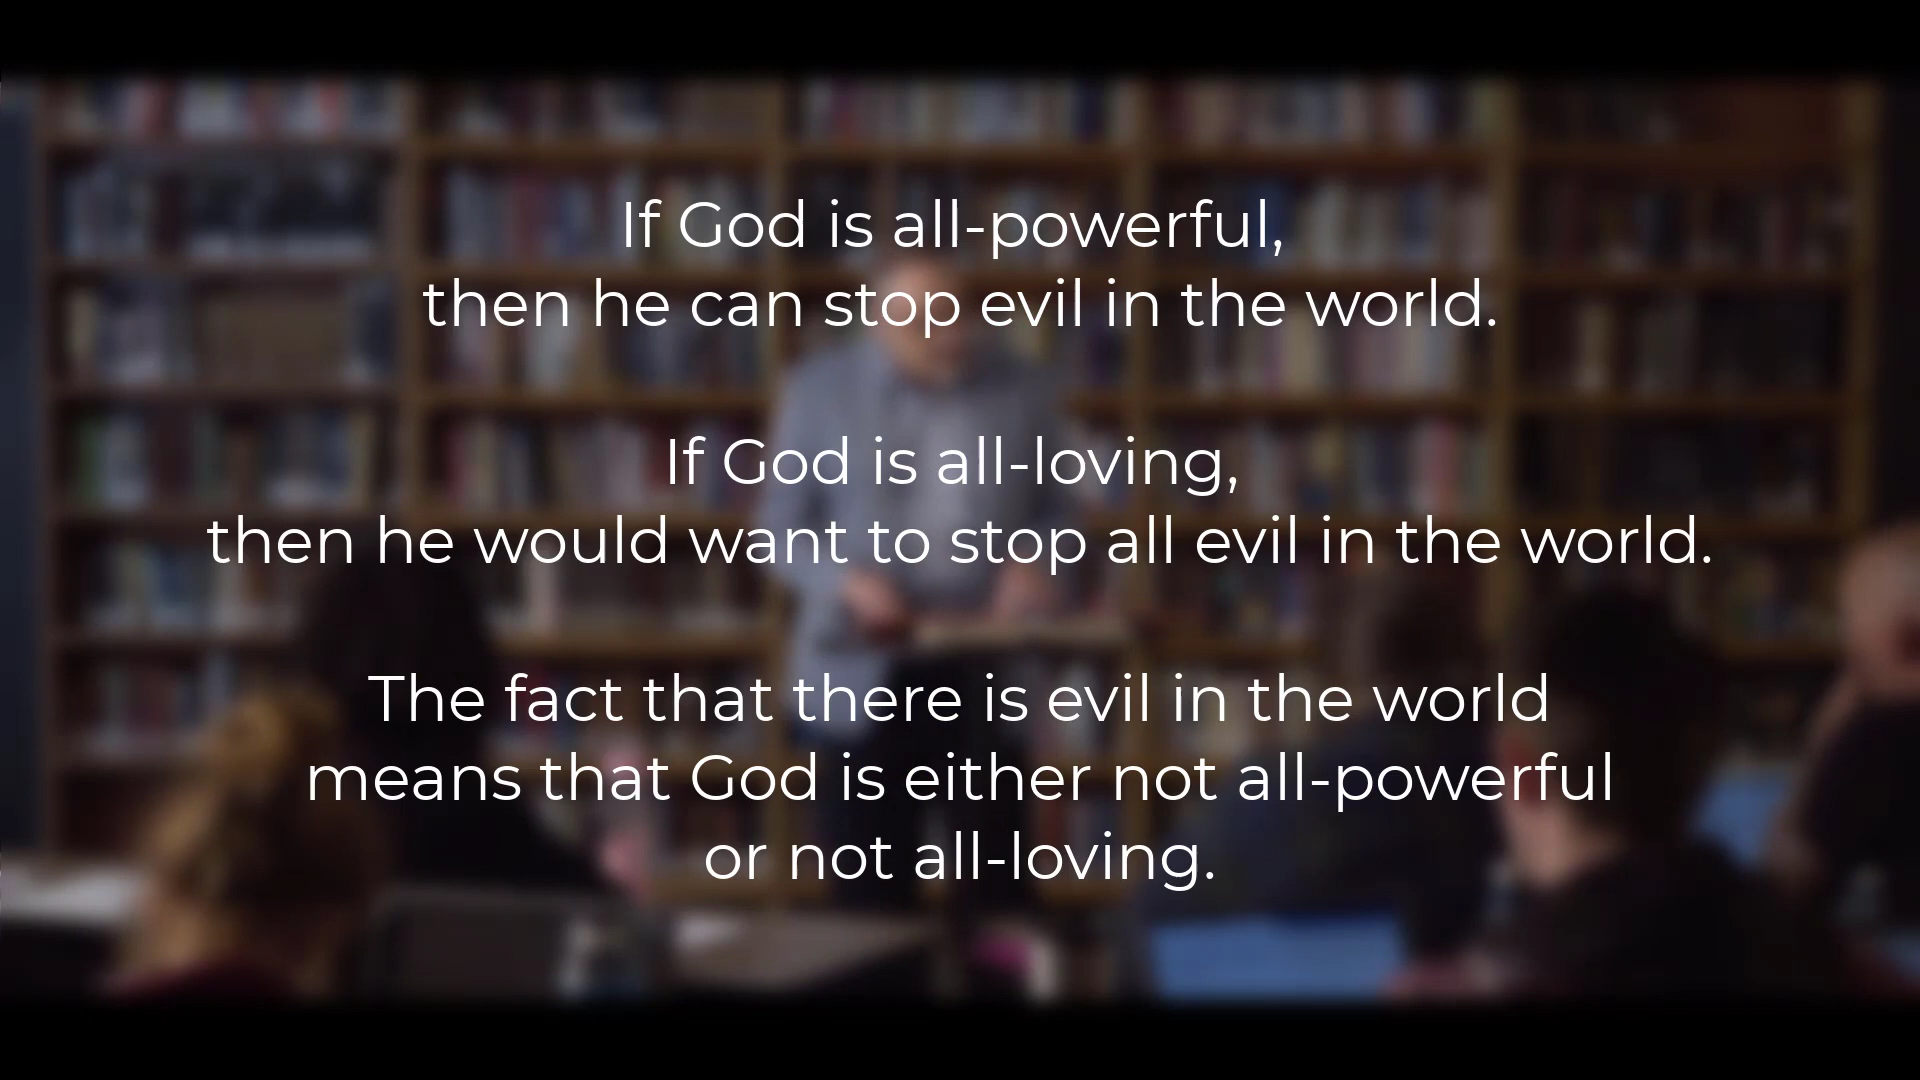 If God is all-powerful,
then he can stop evil in the world.
If God is all-loving,
then he would want to stop all evil in the world.
The fact that there is evil in the world
means that God is either not all-powerful
or not all-loving.